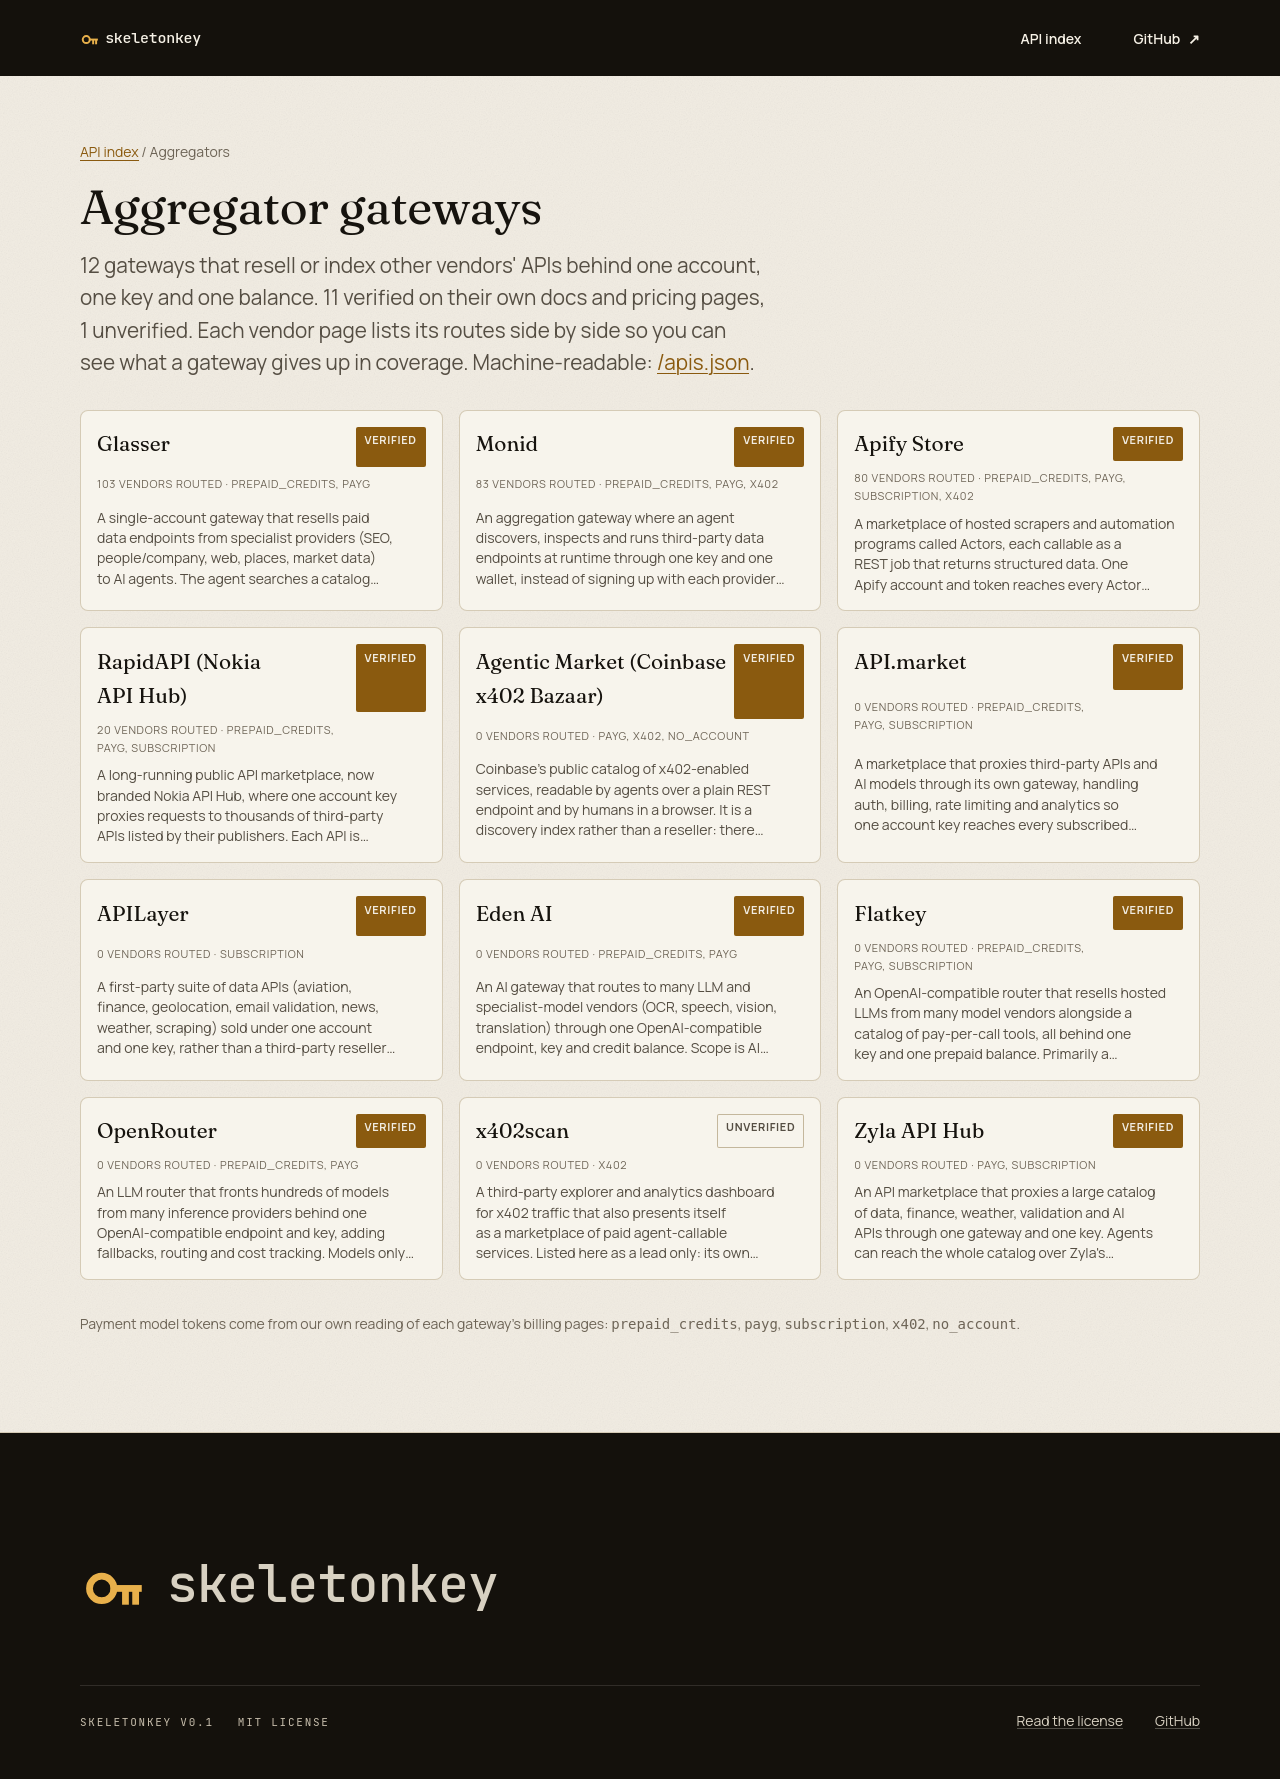 skeletonkey
API index
GitHub ↗
API index / Aggregators
Aggregator gateways
12 gateways that resell or index other vendors' APIs behind one account,
one key and one balance. 11 verified on their own docs and pricing pages,
1 unverified. Each vendor page lists its routes side by side so you can
see what a gateway gives up in coverage. Machine-readable: /apis.json.
Glasser
VERIFIED
103 VENDORS ROUTED · PREPAID_CREDITS, PAYG
A single-account gateway that resells paid
data endpoints from specialist providers (SEO,
people/company, web, places, market data)
to AI agents. The agent searches a catalog…
Monid
VERIFIED
83 VENDORS ROUTED · PREPAID_CREDITS, PAYG, X402
An aggregation gateway where an agent
discovers, inspects and runs third-party data
endpoints at runtime through one key and one
wallet, instead of signing up with each provider…
Apify Store
VERIFIED
80 VENDORS ROUTED · PREPAID_CREDITS, PAYG,
SUBSCRIPTION, X402
A marketplace of hosted scrapers and automation
programs called Actors, each callable as a
REST job that returns structured data. One
Apify account and token reaches every Actor…
RapidAPI (Nokia
API Hub)
VERIFIED
20 VENDORS ROUTED · PREPAID_CREDITS,
PAYG, SUBSCRIPTION
A long-running public API marketplace, now
branded Nokia API Hub, where one account key
proxies requests to thousands of third-party
APIs listed by their publishers. Each API is…
Agentic Market (Coinbase
x402 Bazaar)
VERIFIED
0 VENDORS ROUTED · PAYG, X402, NO_ACCOUNT
Coinbase's public catalog of x402-enabled
services, readable by agents over a plain REST
endpoint and by humans in a browser. It is a
discovery index rather than a reseller: there…
API.market
VERIFIED
0 VENDORS ROUTED · PREPAID_CREDITS,
PAYG, SUBSCRIPTION
A marketplace that proxies third-party APIs and
AI models through its own gateway, handling
auth, billing, rate limiting and analytics so
one account key reaches every subscribed…
APILayer
VERIFIED
0 VENDORS ROUTED · SUBSCRIPTION
A first-party suite of data APIs (aviation,
finance, geolocation, email validation, news,
weather, scraping) sold under one account
and one key, rather than a third-party reseller…
Eden AI
VERIFIED
0 VENDORS ROUTED · PREPAID_CREDITS, PAYG
An AI gateway that routes to many LLM and
specialist-model vendors (OCR, speech, vision,
translation) through one OpenAI-compatible
endpoint, key and credit balance. Scope is AI…
Flatkey
VERIFIED
0 VENDORS ROUTED · PREPAID_CREDITS,
PAYG, SUBSCRIPTION
An OpenAI-compatible router that resells hosted
LLMs from many model vendors alongside a
catalog of pay-per-call tools, all behind one
key and one prepaid balance. Primarily a…
OpenRouter
VERIFIED
0 VENDORS ROUTED · PREPAID_CREDITS, PAYG
An LLM router that fronts hundreds of models
from many inference providers behind one
OpenAI-compatible endpoint and key, adding
fallbacks, routing and cost tracking. Models only…
x402scan
UNVERIFIED
0 VENDORS ROUTED · X402
A third-party explorer and analytics dashboard
for x402 traffic that also presents itself
as a marketplace of paid agent-callable
services. Listed here as a lead only: its own…
Zyla API Hub
VERIFIED
0 VENDORS ROUTED · PAYG, SUBSCRIPTION
An API marketplace that proxies a large catalog
of data, finance, weather, validation and AI
APIs through one gateway and one key. Agents
can reach the whole catalog over Zyla's…
Payment model tokens come from our own reading of each gateway's billing pages: prepaid_credits, payg, subscription, x402, no_account.
skeletonkey
SKELETONKEY V0.1 MIT LICENSE
Read the license
GitHub